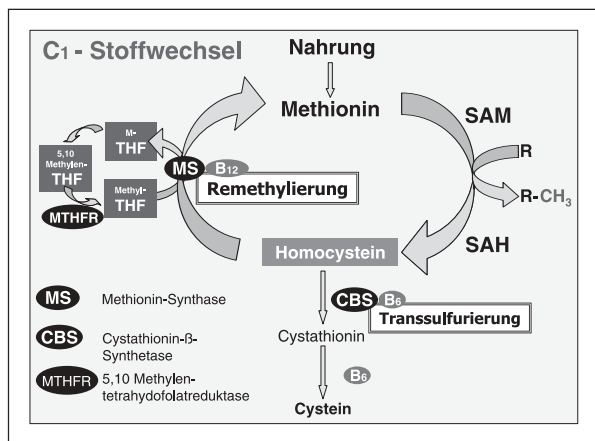 C1 - Stoffwechsel
Nahrung
Methionin
SAM
R
R-CH3
SAH
M-
THF
5,10
Methylen-
THF
Methyl-
THF
MTHFR
MS
B12
Remethylierung
Homocystein
CBS
B6
Transsulfurierung
Cystathionin
B6
Cystein
MS
Methionin-Synthase
CBS
Cystathionin-ß-
Synthetase
MTHFR
5,10 Methylen-
tetrahydofolatreduktase